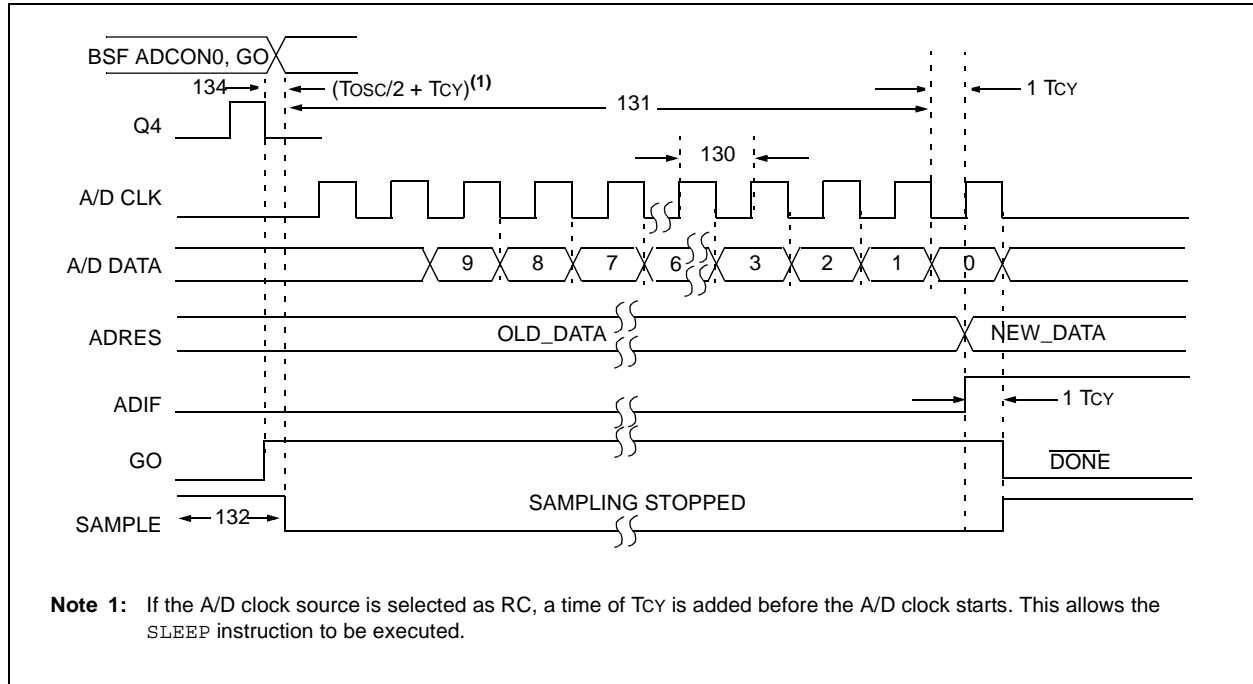 BSF ADCON0, GO
134 (TOSC/2 + TCY)(1) 131 1 TCY
Q4
130
A/D CLK
A/D DATA 9 8 7 6 3 2 1 0
ADRES OLD_DATA NEW_DATA
ADIF 1 TCY
GO DONE
SAMPLE 132 SAMPLING STOPPED
Note 1: If the A/D clock source is selected as RC, a time of TCY is added before the A/D clock starts. This allows the
SLEEP instruction to be executed.